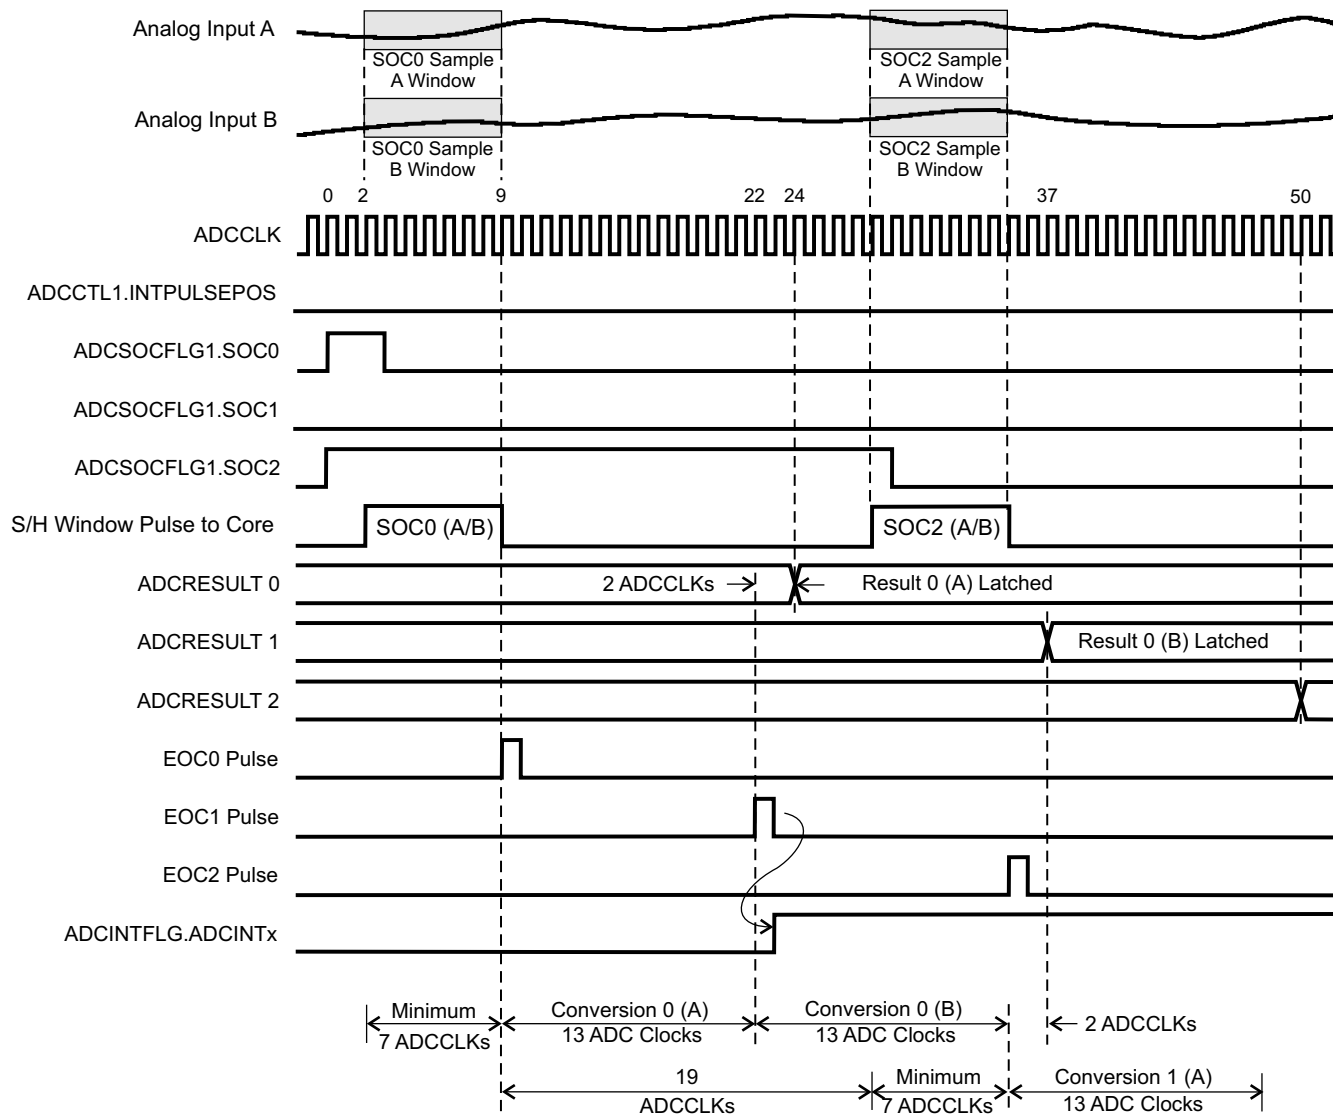 Analog Input A
SOC0 Sample
A Window
SOC2 Sample
A Window
Analog Input B
SOC0 Sample
B Window
SOC2 Sample
B Window
0 2 9 22 24 37 50
ADCCLK
ADCCTL1.INTPULSEPOS
ADCSOCFLG1.SOC0
ADCSOCFLG1.SOC1
ADCSOCFLG1.SOC2
S/H Window Pulse to Core
SOC0 (A/B)
SOC2 (A/B)
ADCRESULT 0
2 ADCCLKs
Result 0 (A) Latched
ADCRESULT 1
Result 0 (B) Latched
ADCRESULT 2
EOC0 Pulse
EOC1 Pulse
EOC2 Pulse
ADCINTFLG.ADCINTx
Minimum
7 ADCCLKs
Conversion 0 (A)
13 ADC Clocks
Conversion 0 (B)
13 ADC Clocks
2 ADCCLKs
19
ADCCLKs
Minimum
7 ADCCLKs
Conversion 1 (A)
13 ADC Clocks